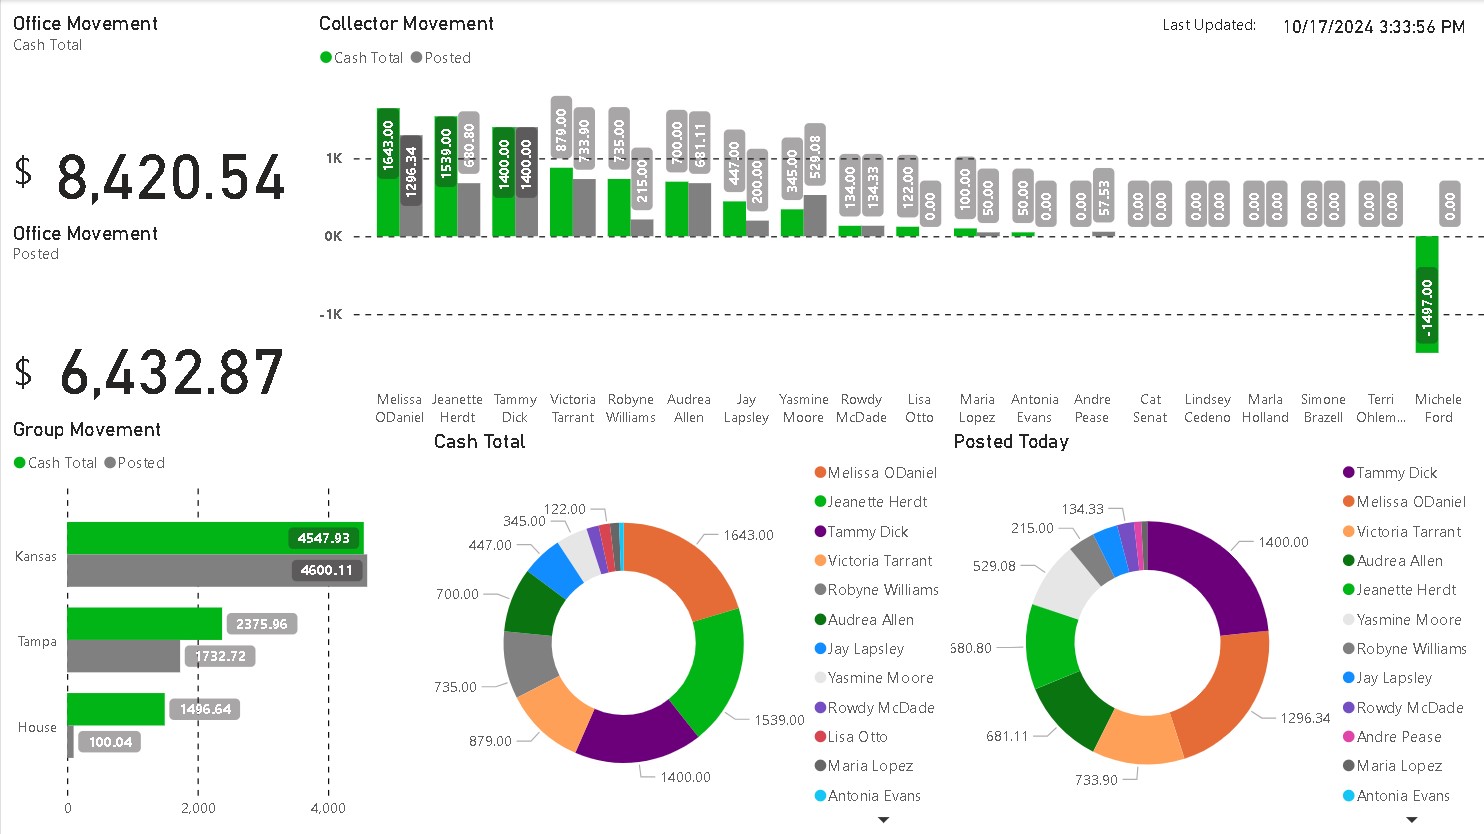 Office Movement
Cash Total
$ 8,420.54
Office Movement
Posted
$ 6,432.87
Collector Movement
Cash Total Posted
Last Updated: 10/17/2024 3:33:56 PM
1K
0K
-1K
1643.00 1296.34 1539.00 680.80 1400.00 1400.00 879.00 733.90 735.00 215.00 700.00 681.11 447.00 200.00 345.00 529.08 134.00 134.33 122.00 0.00 100.00 50.00 50.00 0.00 0.00 57.53 0.00 0.00 0.00 0.00 0.00 0.00 0.00 0.00 0.00 0.00 -1497.00 0.00
Melissa ODaniel
Jeanette Herdt
Tammy Dick
Victoria Tarrant
Robyne Williams
Audrea Allen
Jay Lapsley
Yasmine Moore
Rowdy McDade
Lisa Otto
Maria Lopez
Antonia Evans
Andre Pease
Cat Senat
Lindsey Cedeno
Marla Holland
Simone Brazell
Terri Ohlem...
Michele Ford
Group Movement
Cash Total Posted
Kansas
4547.93
4600.11
Tampa
2375.96
1732.72
House
1496.64
100.04
0 2,000 4,000
Cash Total
122.00
345.00
447.00
700.00
735.00
879.00
1400.00
1539.00
1643.00
Melissa ODaniel
Jeanette Herdt
Tammy Dick
Victoria Tarrant
Robyne Williams
Audrea Allen
Jay Lapsley
Yasmine Moore
Rowdy McDade
Lisa Otto
Maria Lopez
Antonia Evans
Posted Today
134.33
215.00
529.08
680.80
681.11
733.90
1296.34
1400.00
Tammy Dick
Melissa ODaniel
Victoria Tarrant
Audrea Allen
Jeanette Herdt
Yasmine Moore
Robyne Williams
Jay Lapsley
Rowdy McDade
Andre Pease
Maria Lopez
Antonia Evans